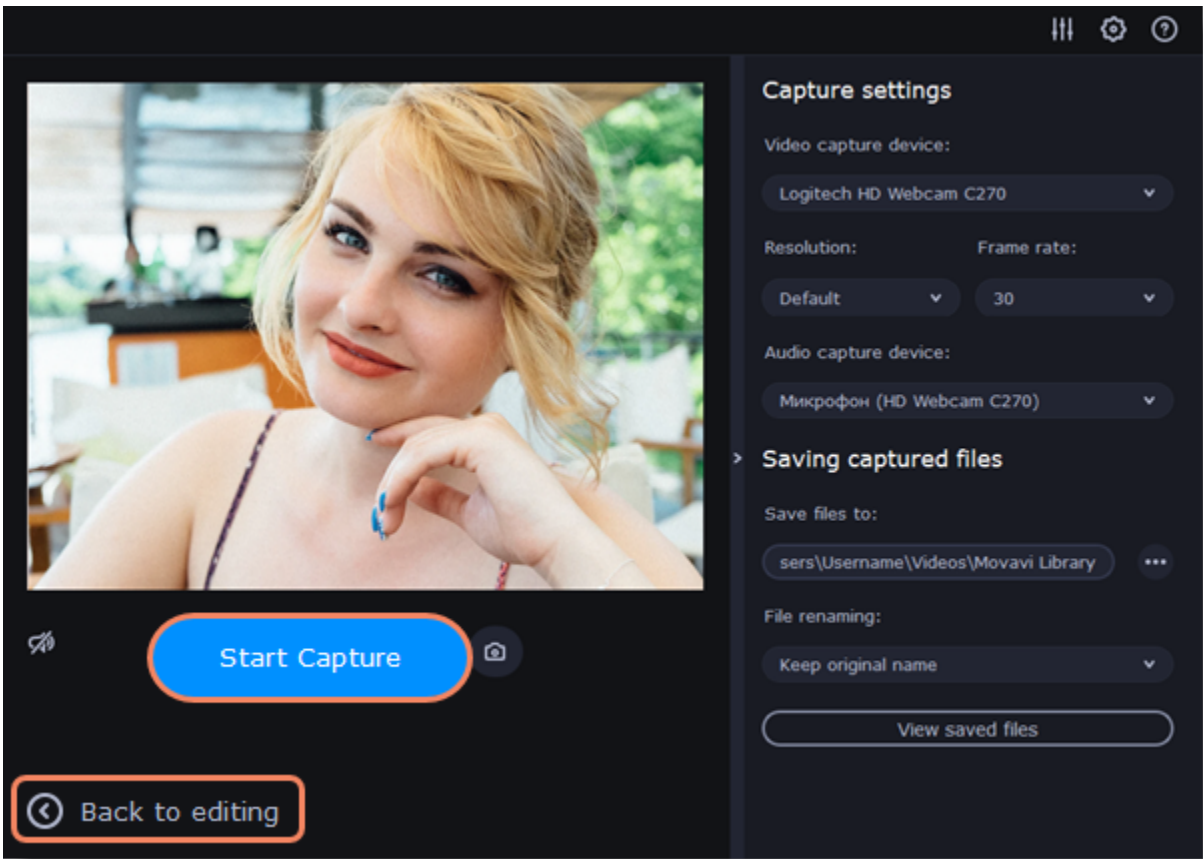 Capture settings
Video capture device:
Logitech HD Webcam C270
Resolution: Frame rate:
Default 30
Audio capture device:
Микрофон (HD Webcam C270)
Saving captured files
Save files to:
sers\Username\Videos\Movavi Library
File renaming:
Keep original name
View saved files
Start Capture
Back to editing